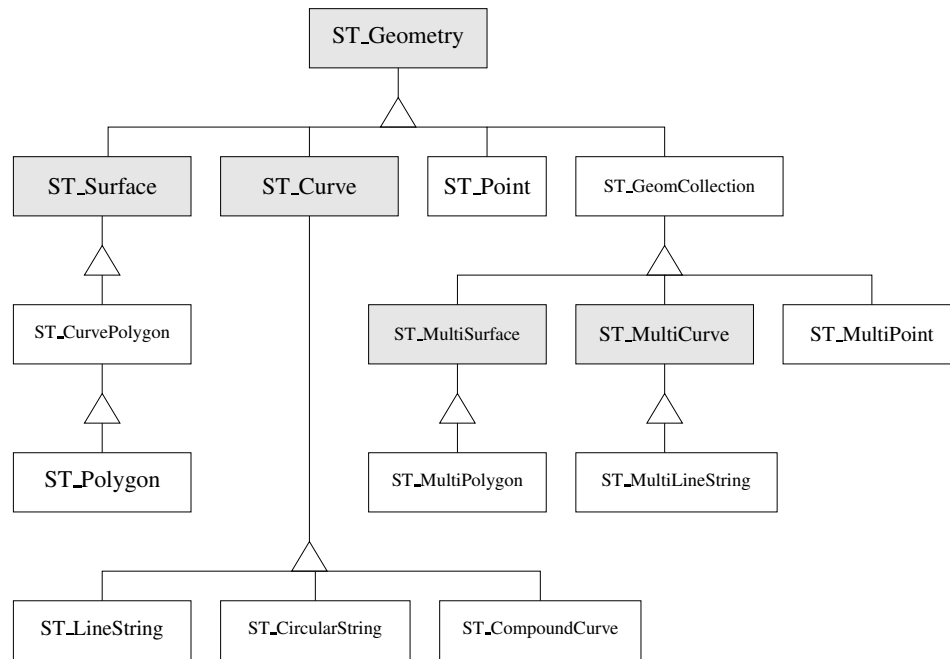 ST_Geometry
ST_Surface
ST_Curve
ST_Point
ST_GeomCollection
ST_CurvePolygon
ST_MultiSurface
ST_MultiCurve
ST_MultiPoint
ST_Polygon
ST_MultiPolygon
ST_MultiLineString
ST_LineString
ST_CircularString
ST_CompoundCurve